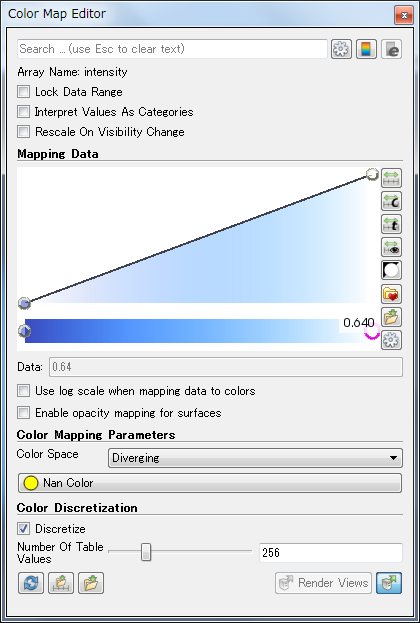 Color Map Editor
Search ... (use Esc to clear text)
Array Name: intensity
Lock Data Range
Interpret Values As Categories
Rescale On Visibility Change
Mapping Data
0.640
Data: 0.64
Use log scale when mapping data to colors
Enable opacity mapping for surfaces
Color Mapping Parameters
Color Space Diverging
Nan Color
Color Discretization
Discretize
Number Of Table
Values 256
Render Views